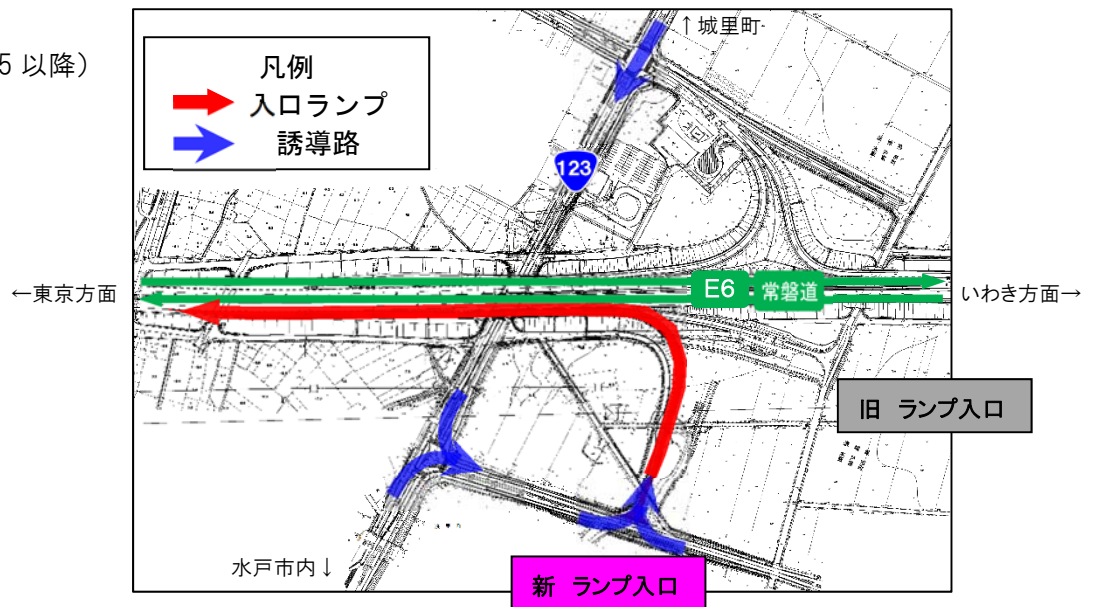 5 以降）
↑城里町
凡例
入口ランプ
誘導路
123
E6 常磐道
←東京方面
いわき方面→
旧 ランプ入口
水戸市内↓
新 ランプ入口